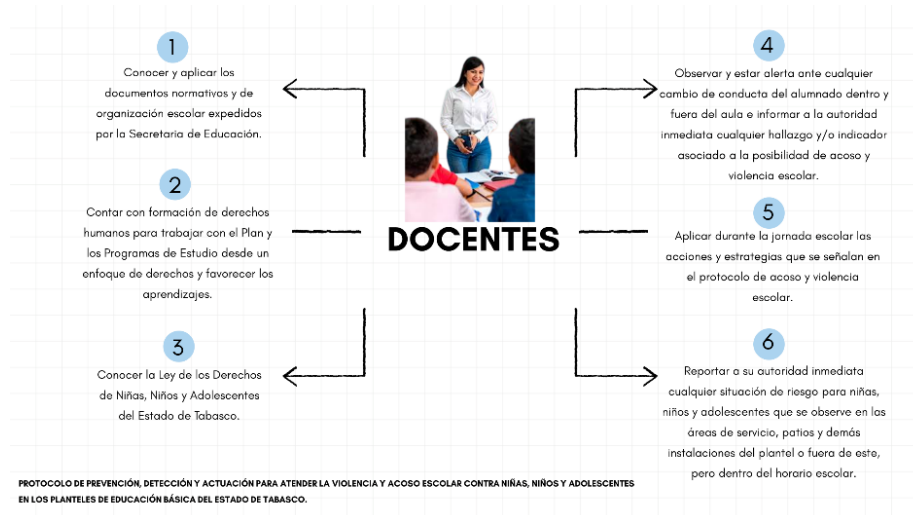 1
Conocer y aplicar los
documentos normativos y de
organización escolar expedidos
por la Secretaria de Educación.
2
Contar con formación de derechos
humanos para trabajar con el Plan y
los Programas de Estudio desde un
enfoque de derechos y favorecer los
aprendizajes.
3
Conocer la Ley de los Derechos
de Niñas, Niños y Adolescentes
del Estado de Tabasco.
DOCENTES
4
Observar y estar alerta ante cualquier
cambio de conducta del alumnado dentro y
fuera del aula e informar a la autoridad
inmediata cualquier hallazgo y/o indicador
asociado a la posibilidad de acoso y
violencia escolar.
5
Aplicar durante la jornada escolar las
acciones y estrategias que se señalan en
el protocolo de acoso y violencia
escolar.
6
Reportar a su autoridad inmediata
cualquier situación de riesgo para niñas,
niños y adolescentes que se observe en las
áreas de servicio, patios y demás
instalaciones del plantel o fuera de este,
pero dentro del horario escolar.
PROTOCOLO DE PREVENCIÓN, DETECCIÓN Y ACTUACIÓN PARA ATENDER LA VIOLENCIA Y ACOSO ESCOLAR CONTRA NIÑAS, NIÑOS Y ADOLESCENTES
EN LOS PLANTELES DE EDUCACIÓN BÁSICA DEL ESTADO DE TABASCO.